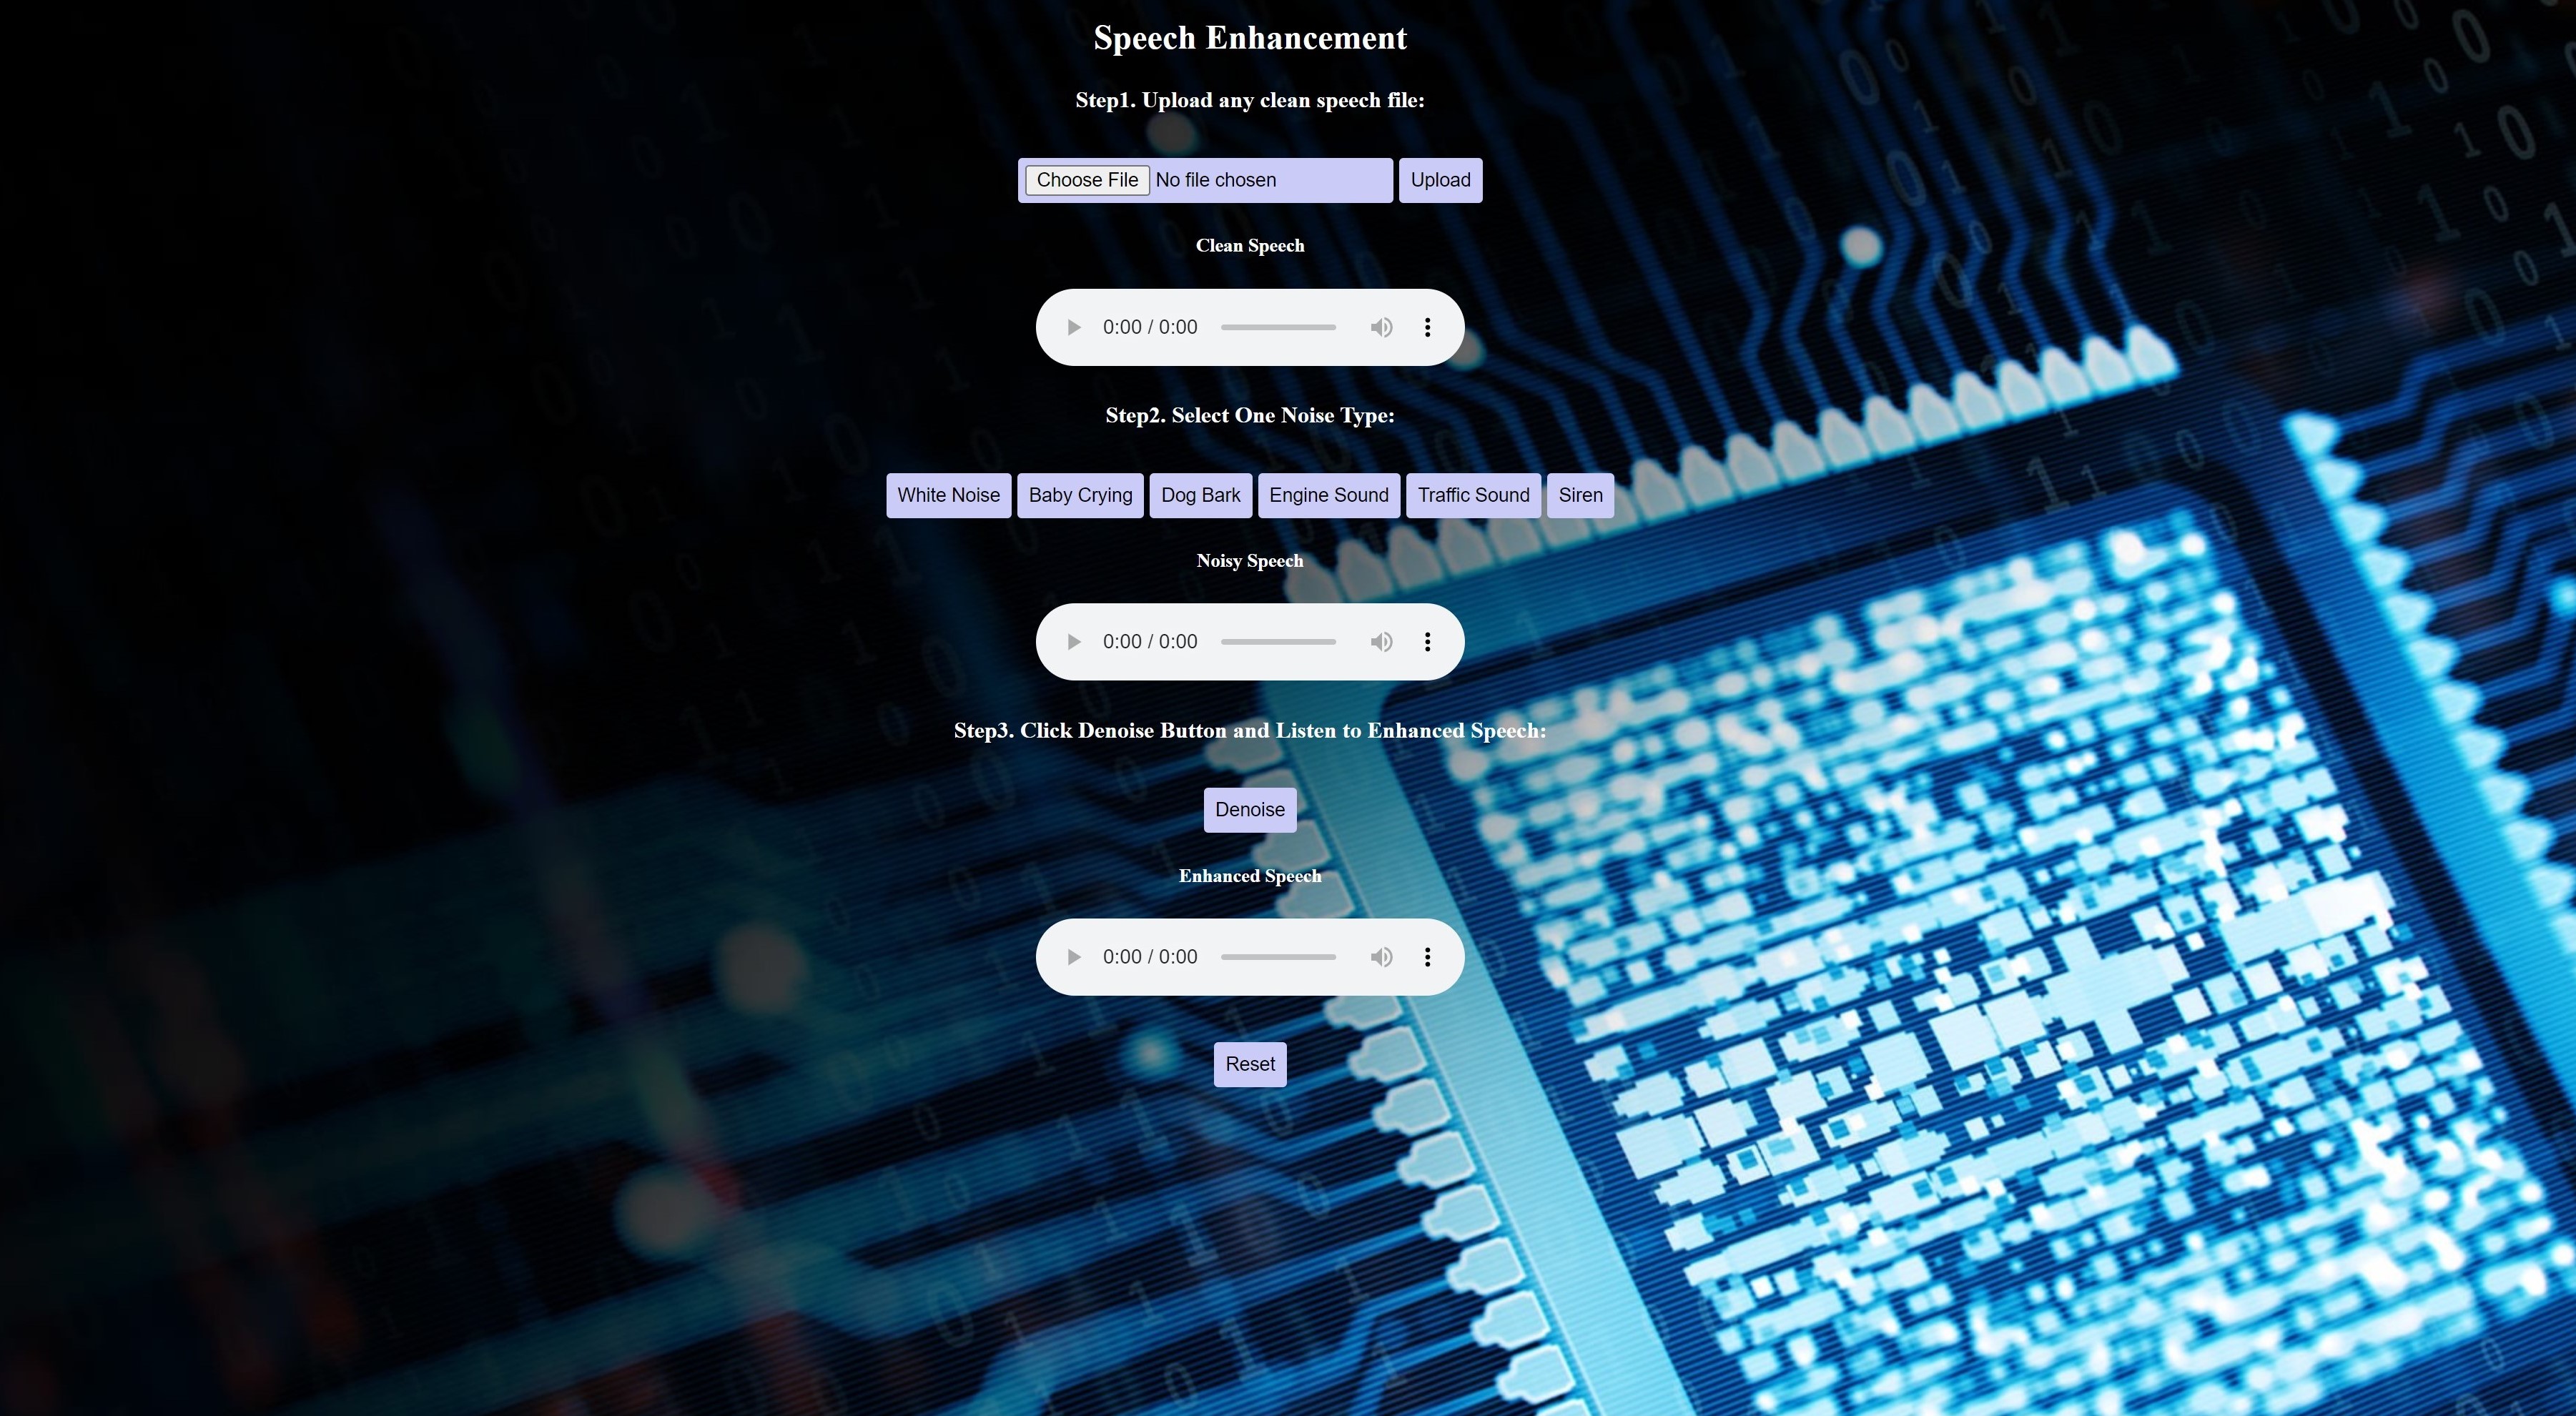 Speech Enhancement
Step1. Upload any clean speech file:
Choose File No file chosen Upload
Clean Speech
0:00 / 0:00
Step2. Select One Noise Type:
White Noise Baby Crying Dog Bark Engine Sound Traffic Sound Siren
Noisy Speech
0:00 / 0:00
Step3. Click Denoise Button and Listen to Enhanced Speech:
Denoise
Enhanced Speech
0:00 / 0:00
Reset